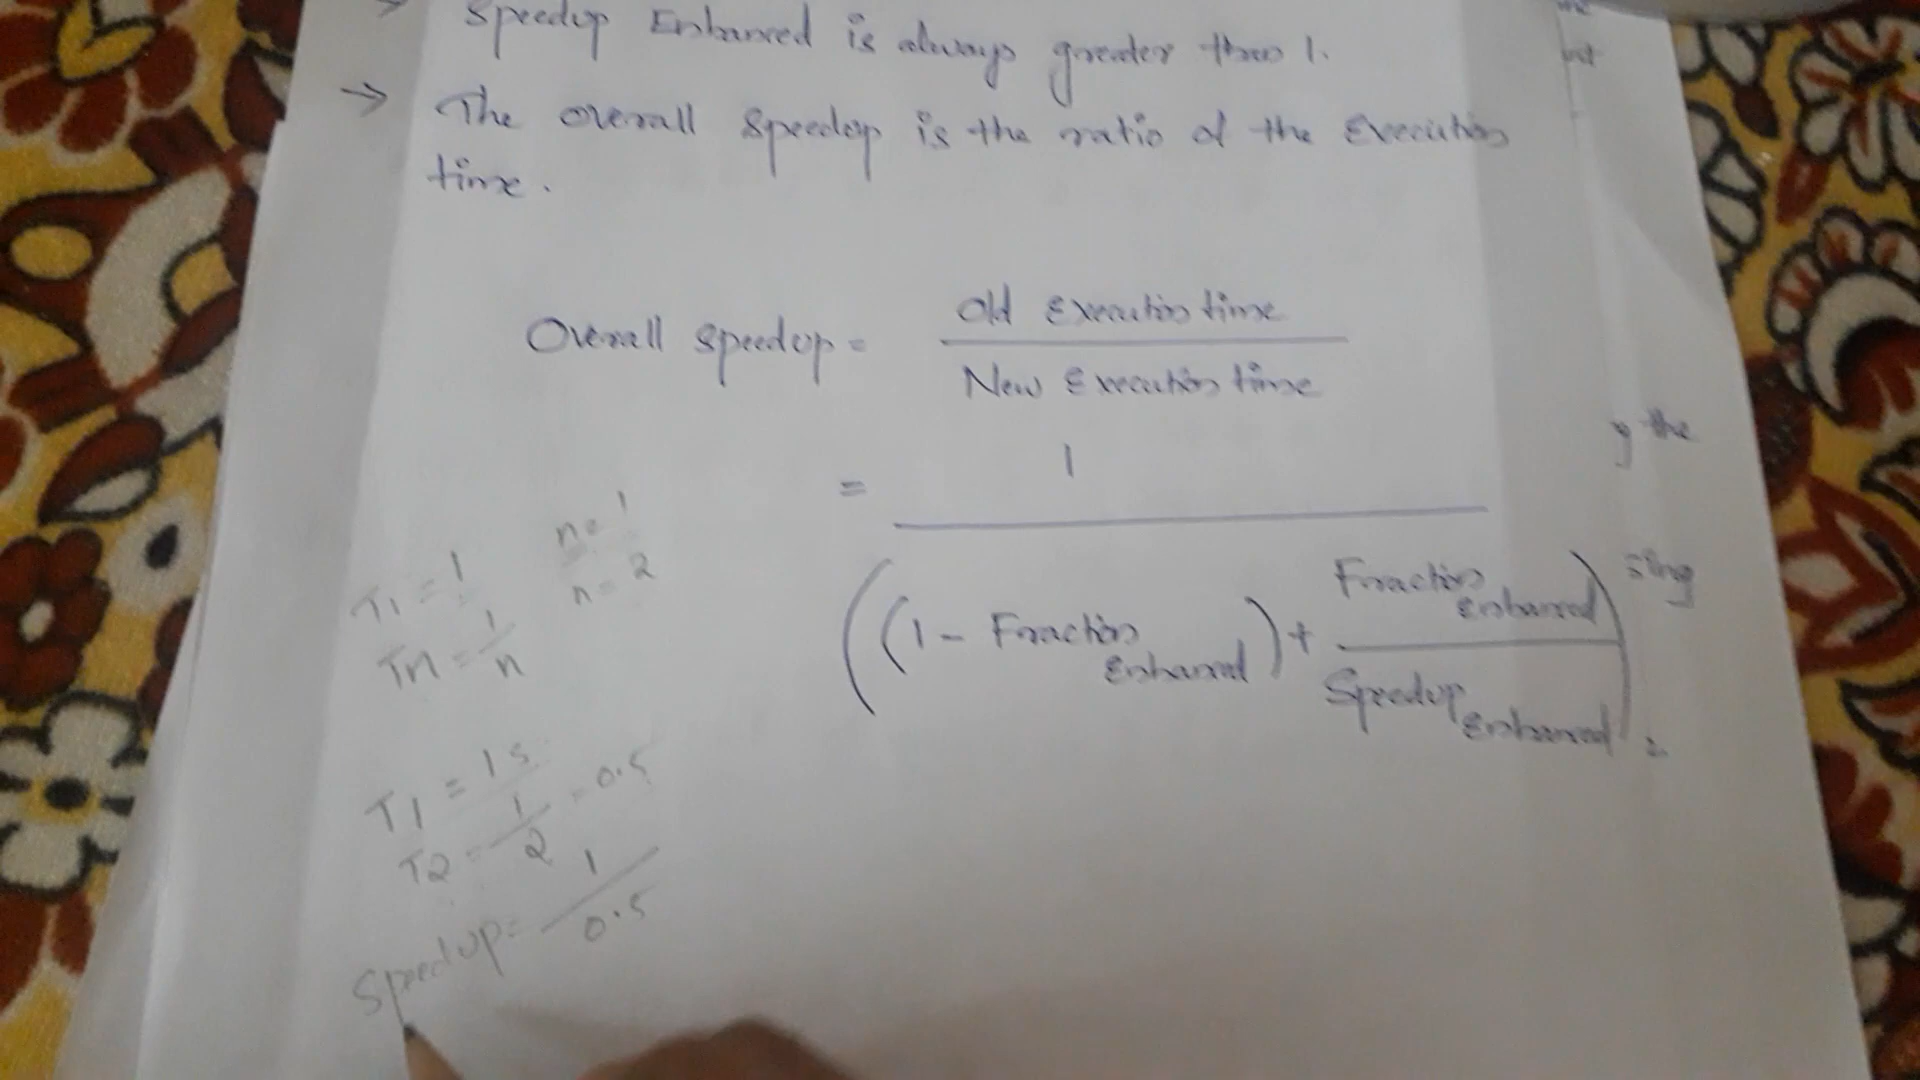 → Speedup Enhanced is always greater than 1.
→ The overall speedup is the ratio of the Execution
time.
Overall speedup = Old Execution time / New Execution time
= 1 / ((1 - Fraction Enhanced) + Fraction Enhanced / Speedup Enhanced)
T1 = 1
n = 1
Tn = 1/n
n = 2
T1 = 1s
T2 = 1/2 = 0.5
Speedup = 1/0.5
y the
sing